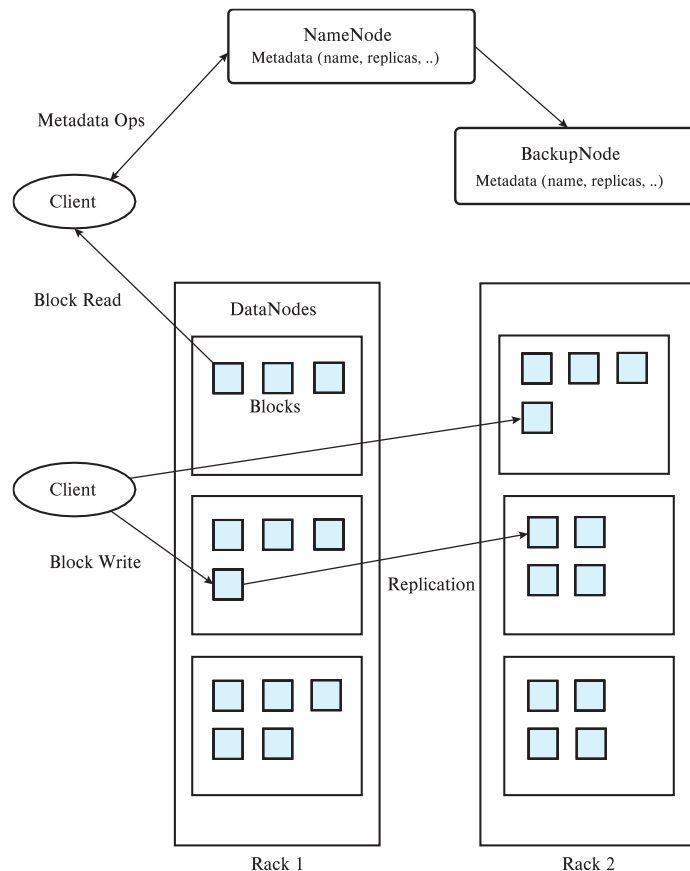 NameNode
Metadata (name, replicas, ..)
Metadata Ops
BackupNode
Metadata (name, replicas, ..)
Client
Block Read
DataNodes
Blocks
Client
Block Write
Replication
Rack 1
Rack 2